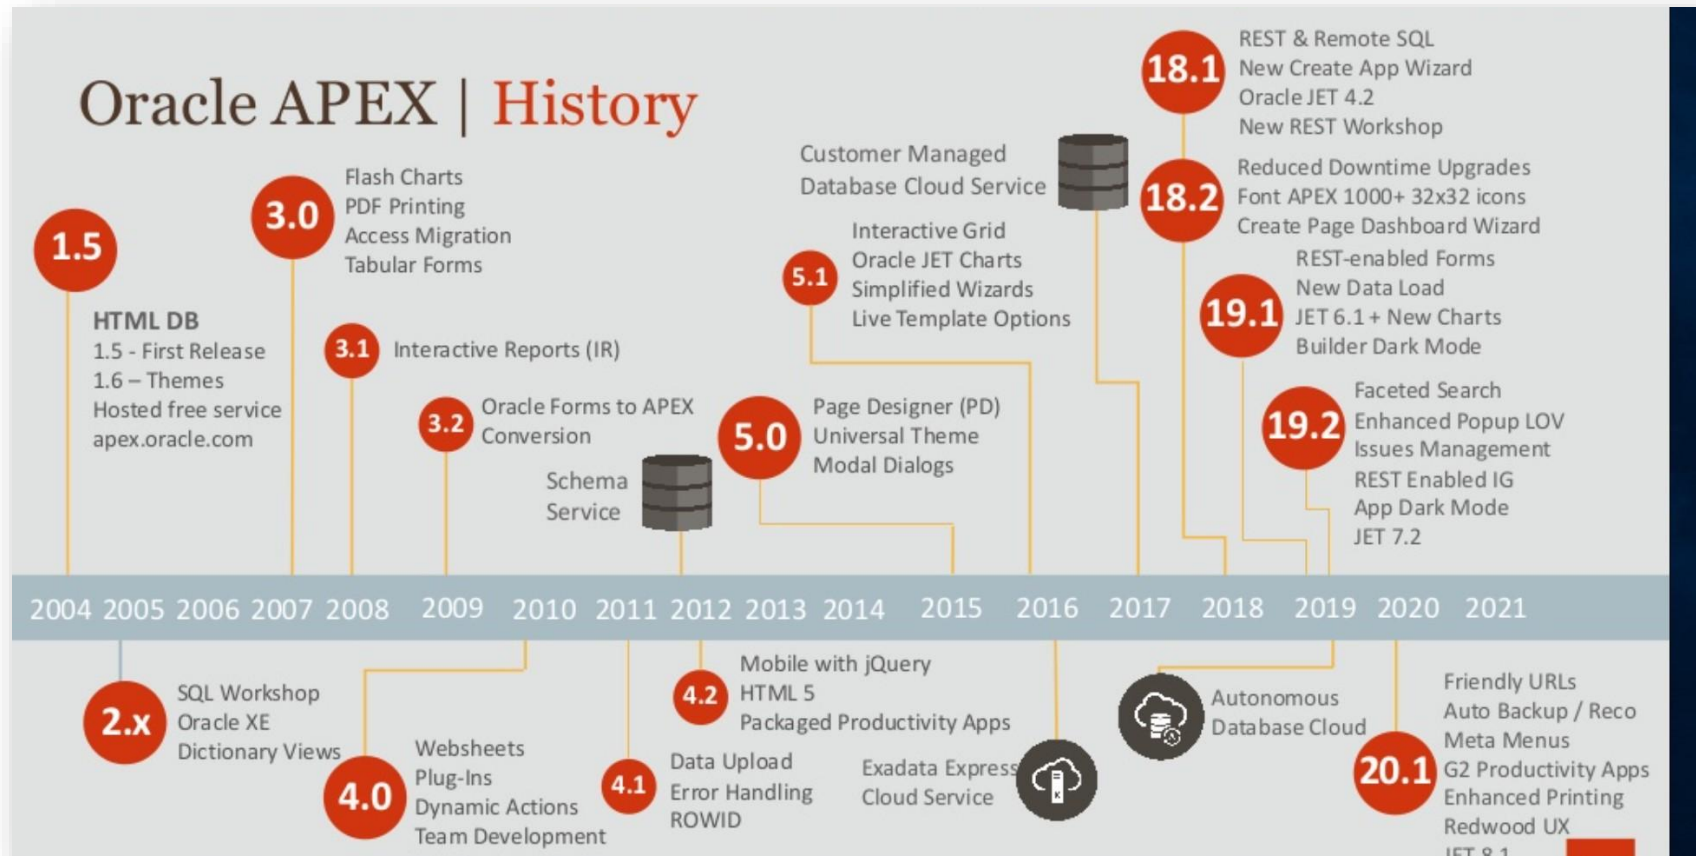 Oracle APEX | History
1.5
HTML DB
1.5 - First Release
1.6 – Themes
Hosted free service
apex.oracle.com
3.0
Flash Charts
PDF Printing
Access Migration
Tabular Forms
3.1
Interactive Reports (IR)
3.2
Oracle Forms to APEX
Conversion
Schema
Service
5.0
Page Designer (PD)
Universal Theme
Modal Dialogs
5.1
Interactive Grid
Oracle JET Charts
Simplified Wizards
Live Template Options
Customer Managed
Database Cloud Service
18.1
REST & Remote SQL
New Create App Wizard
Oracle JET 4.2
New REST Workshop
18.2
Reduced Downtime Upgrades
Font APEX 1000+ 32x32 icons
Create Page Dashboard Wizard
19.1
REST-enabled Forms
New Data Load
JET 6.1 + New Charts
Builder Dark Mode
19.2
Faceted Search
Enhanced Popup LOV
Issues Management
REST Enabled IG
App Dark Mode
JET 7.2
2004 2005 2006 2007 2008 2009 2010 2011 2012 2013 2014 2015 2016 2017 2018 2019 2020 2021
2.x
SQL Workshop
Oracle XE
Dictionary Views
4.0
Websheets
Plug-Ins
Dynamic Actions
Team Development
4.1
Data Upload
Error Handling
ROWID
4.2
Mobile with jQuery
HTML 5
Packaged Productivity Apps
Exadata Express
Cloud Service
K
Autonomous
Database Cloud
20.1
Friendly URLs
Auto Backup / Reco
Meta Menus
G2 Productivity Apps
Enhanced Printing
Redwood UX
JET 8.1